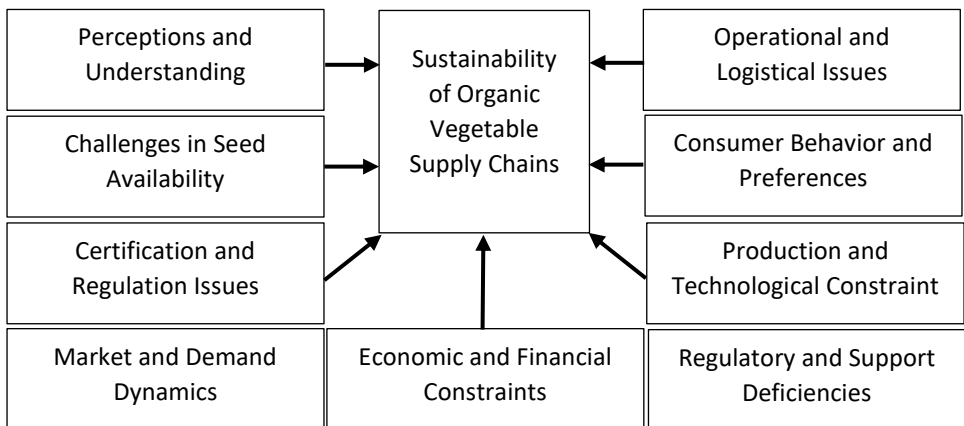 Perceptions and
Understanding
Sustainability
of Organic
Vegetable
Supply Chains
Operational and
Logistical Issues
Challenges in Seed
Availability
Consumer Behavior and
Preferences
Certification and
Regulation Issues
Production and
Technological Constraint
Market and Demand
Dynamics
Economic and Financial
Constraints
Regulatory and Support
Deficiencies